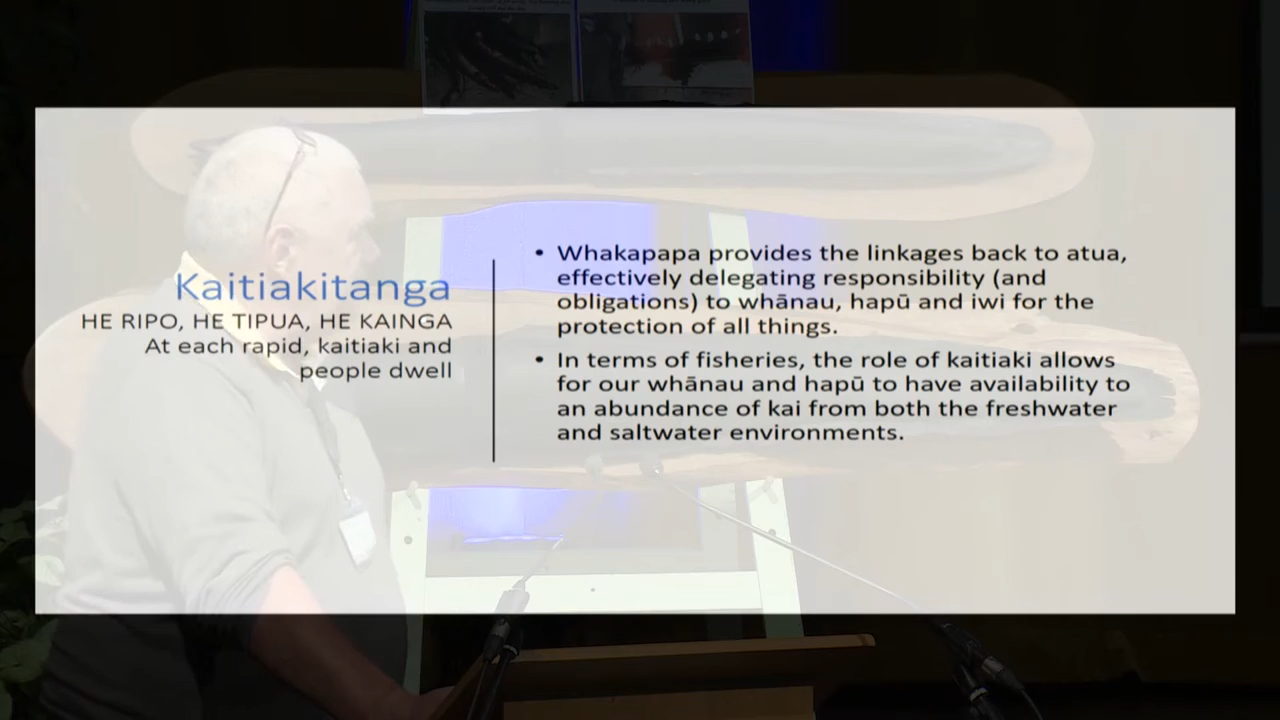 Kaitiakitanga
HE RIPO, HE TIPUA, HE KAINGA
At each rapid, kaitiaki and
people dwell
• Whakapapa provides the linkages back to atua,
effectively delegating responsibility (and
obligations) to whānau, hapū and iwi for the
protection of all things.
• In terms of fisheries, the role of kaitiaki allows
for our whānau and hapū to have availability to
an abundance of kai from both the freshwater
and saltwater environments.